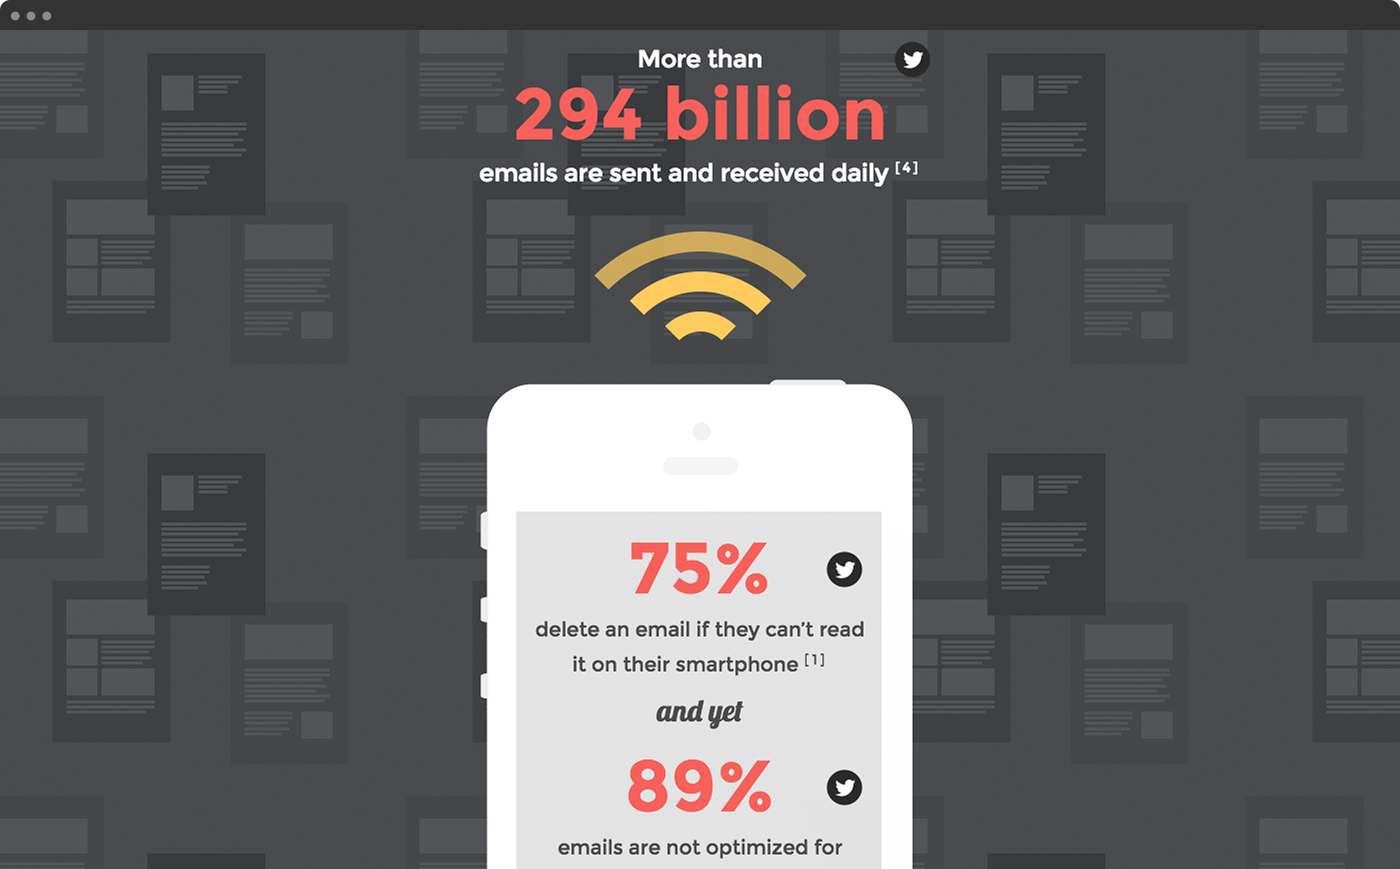 More than
294 billion
emails are sent and received daily [4]
75%
delete an email if they can’t read
it on their smartphone [1]
and yet
89%
emails are not optimized for